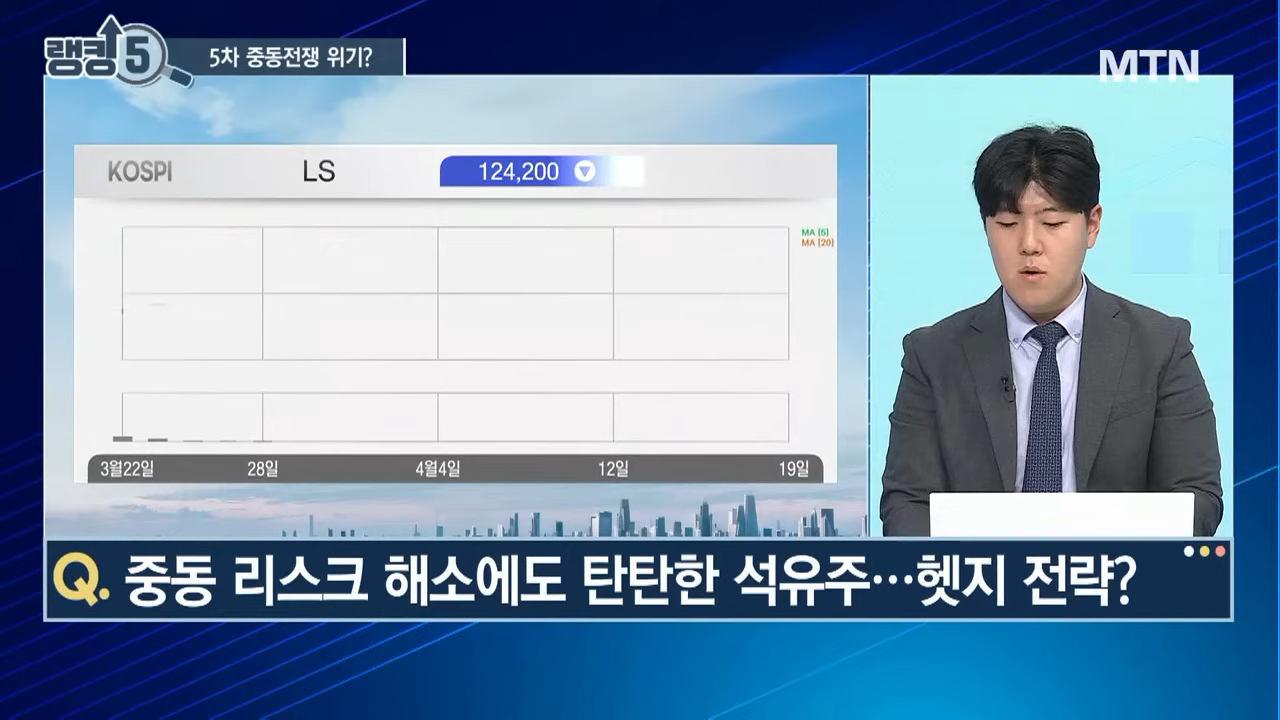 랭킹5
5차 중동전쟁 위기?
MTN
KOSPI LS 124,200
MA [5]
MA [20]
3월22일 28일 4월4일 12일 19일
Q. 중동 리스크 해소에도 탄탄한 석유주…헷지 전략?